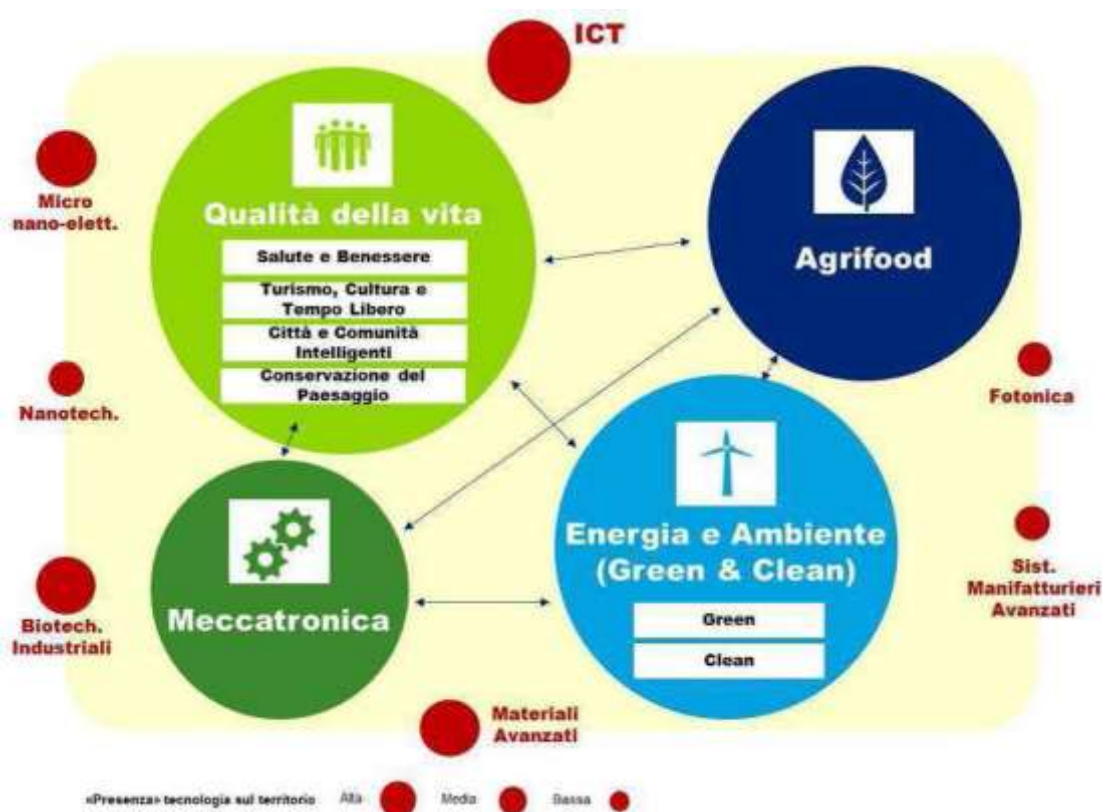 ICT
Micro
nano-elett.
Qualità della vita
Salute e Benessere
Turismo, Cultura e
Tempo Libero
Città e Comunità
Intelligenti
Conservazione del
Paesaggio
Agrifood
Nanotech.
Fotonica
Energia e Ambiente
(Green & Clean)
Green
Clean
Sist.
Manifatturieri
Avanzati
Meccatronica
Biotech.
Industriali
Materiali
Avanzati
«Presenza» tecnologia sul territorio Alta Media Bassa